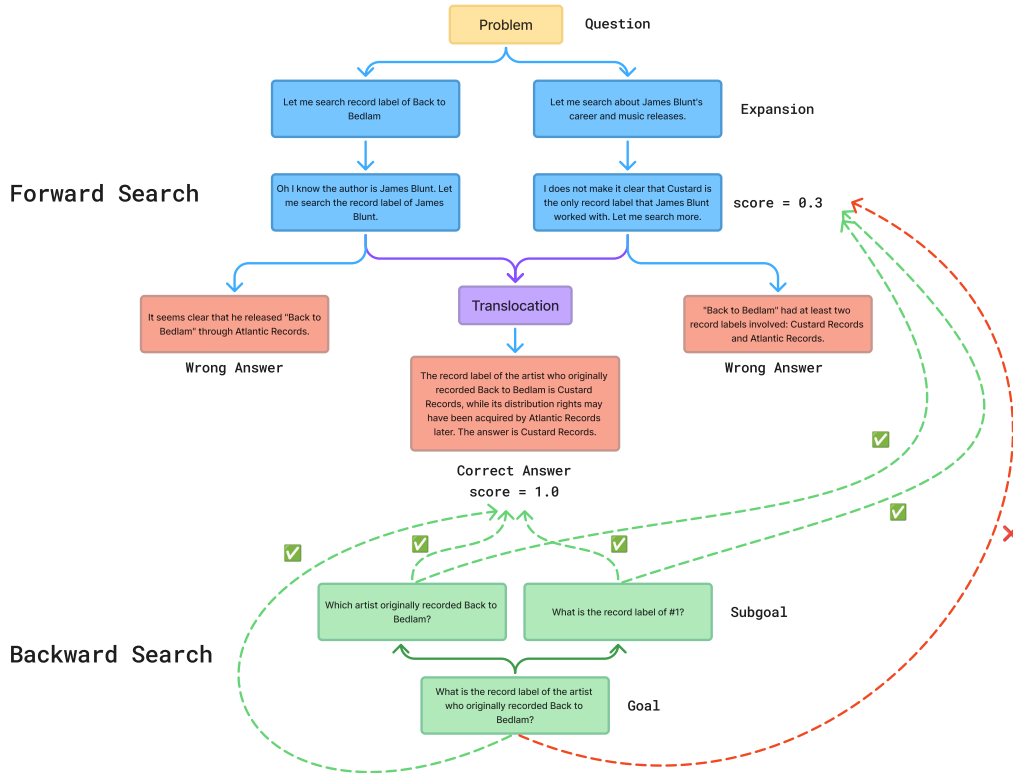 Problem
Question
Let me search record label of Back to
Bedlam
Let me search about James Blunt's
career and music releases.
Expansion
Forward Search
Oh I know the author is James Blunt. Let
me search the record label of James
Blunt.
I does not make it clear that Custard is
the only record label that James Blunt
worked with. Let me search more.
score = 0.3
It seems clear that he released "Back to
Bedlam" through Atlantic Records.
Wrong Answer
Translocation
"Back to Bedlam" had at least two
record labels involved: Custard Records
and Atlantic Records.
Wrong Answer
The record label of the artist who originally
recorded Back to Bedlam is Custard
Records, while its distribution rights may
have been acquired by Atlantic Records
later. The answer is Custard Records.
Correct Answer
score = 1.0
Which artist originally recorded Back to
Bedlam?
What is the record label of #1?
Subgoal
Backward Search
What is the record label of the artist
who originally recorded Back to
Bedlam?
Goal